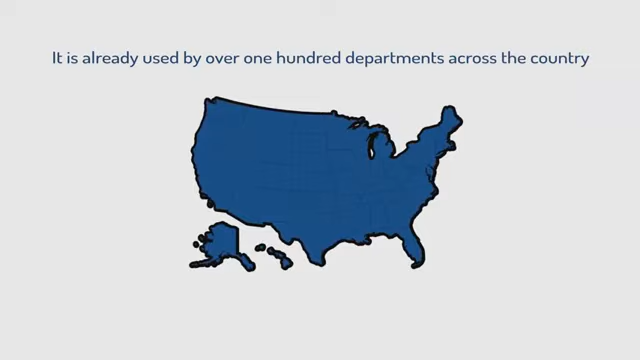 It is already used by over one hundred departments across the country